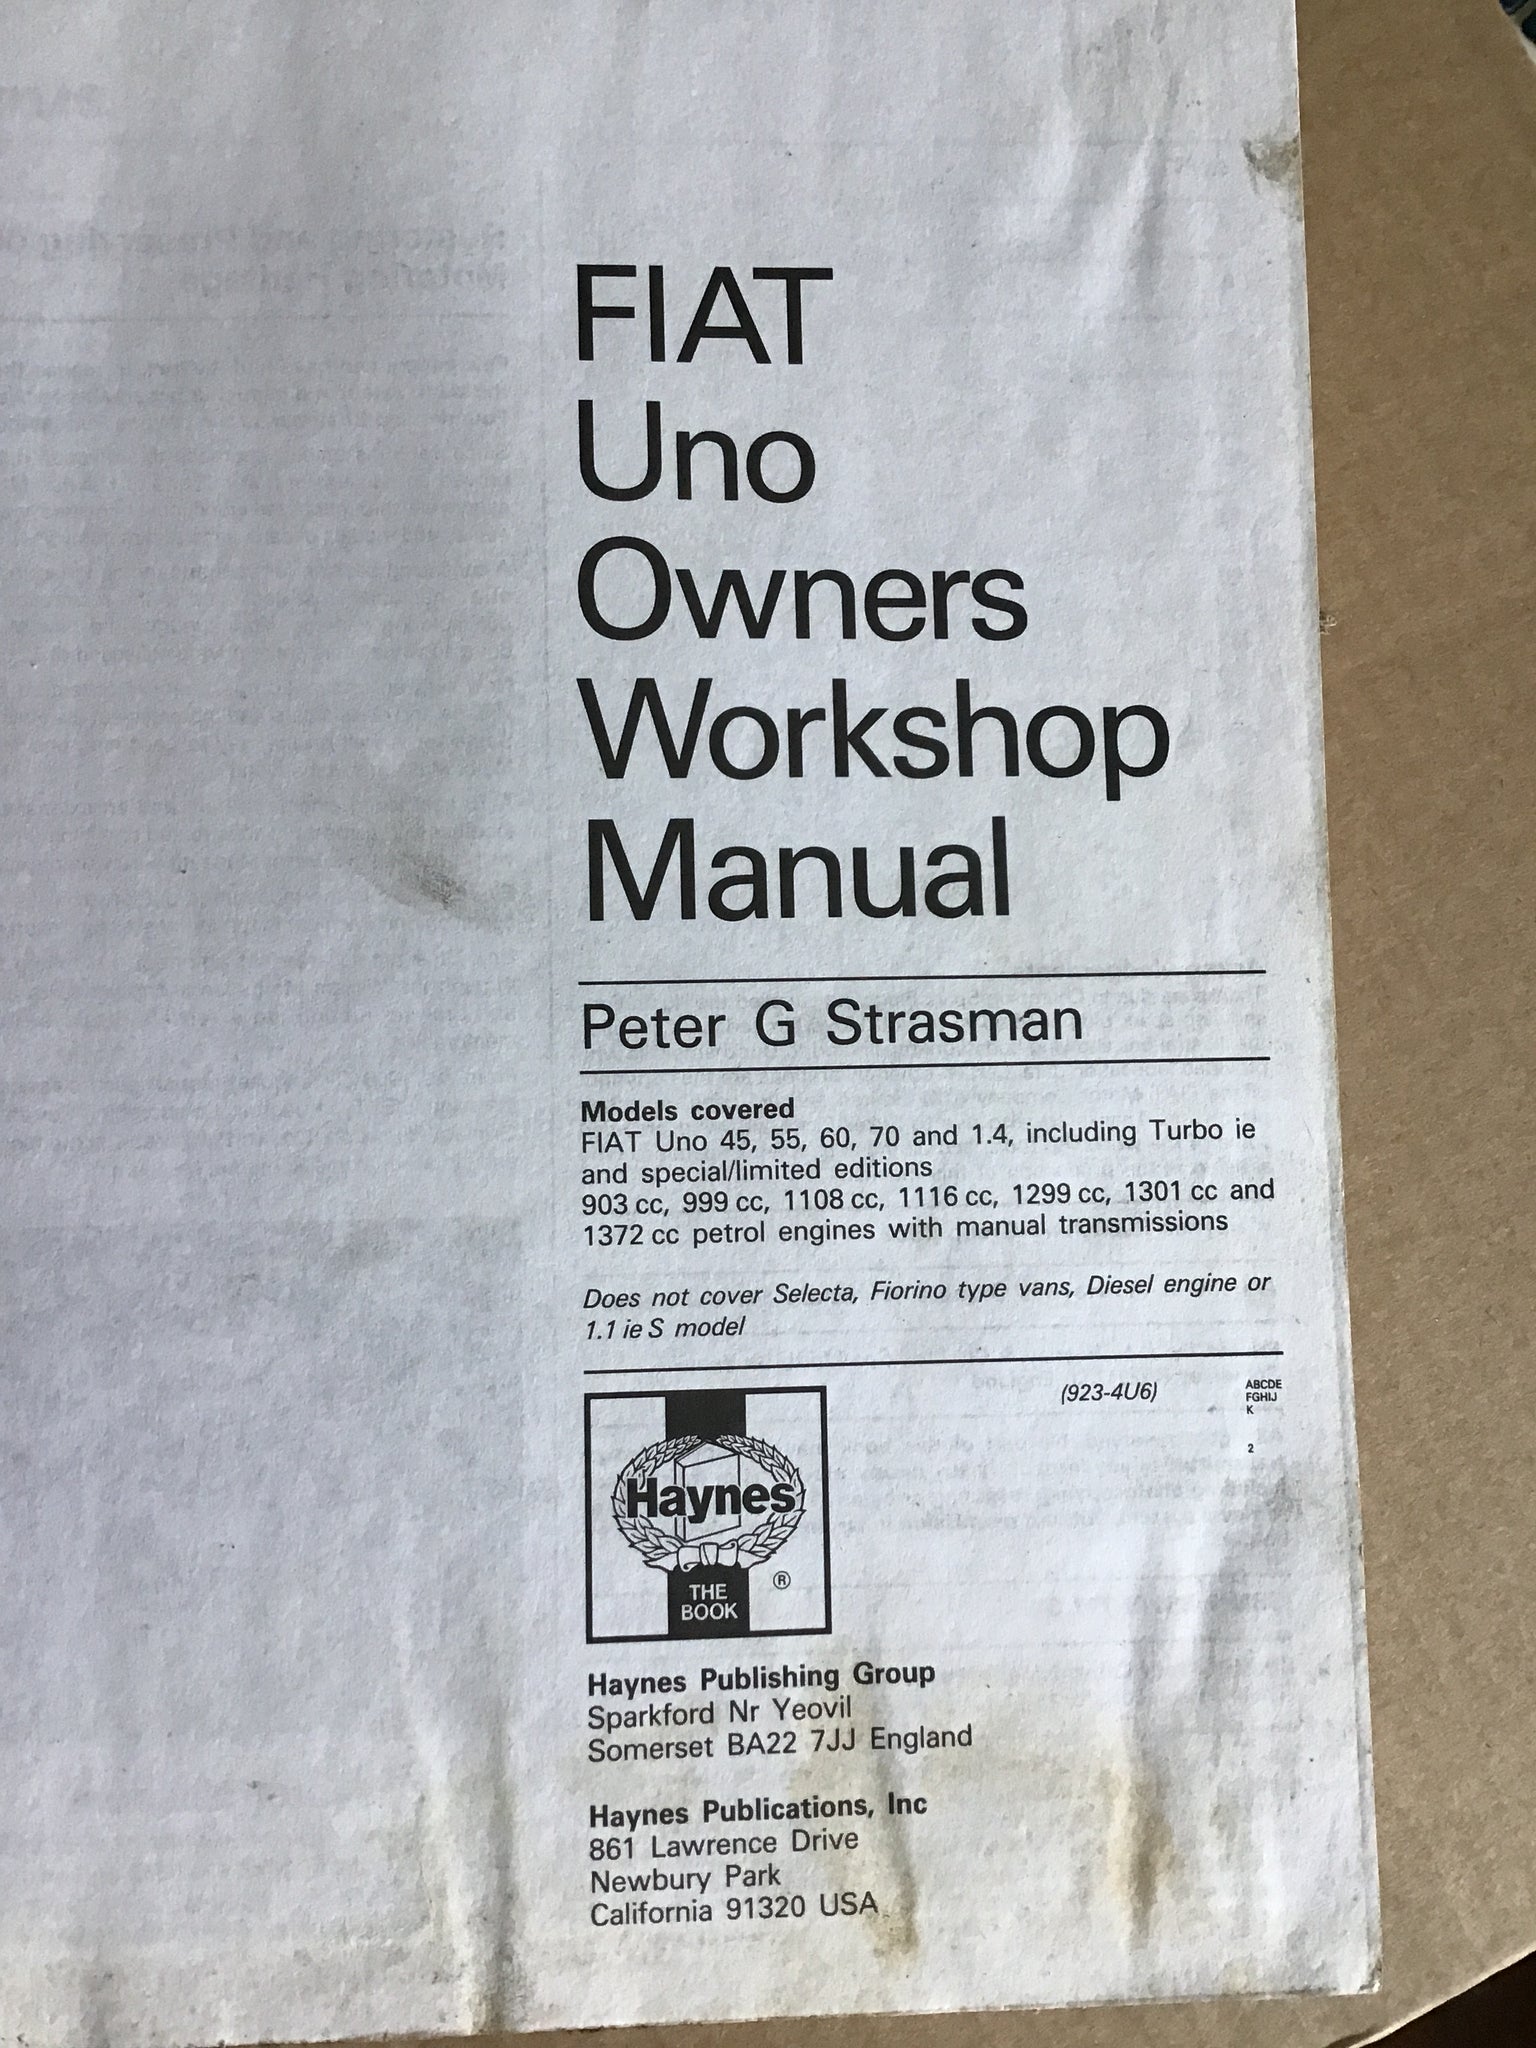 FIAT
Uno
Owners
Workshop
Manual
Peter G Strasman
Models covered
FIAT Uno 45, 55, 60, 70 and 1.4, including Turbo ie
and special/limited editions
903 cc, 999 cc, 1108 cc, 1116 cc, 1299 cc, 1301 cc and
1372 cc petrol engines with manual transmissions
Does not cover Selecta, Fiorino type vans, Diesel engine or
1.1 ie S model
(923-4U6)
ABCDE
FGHIJ
K
2
Haynes
®
THE
BOOK
Haynes Publishing Group
Sparkford Nr Yeovil
Somerset BA22 7JJ England
Haynes Publications, Inc
861 Lawrence Drive
Newbury Park
California 91320 USA